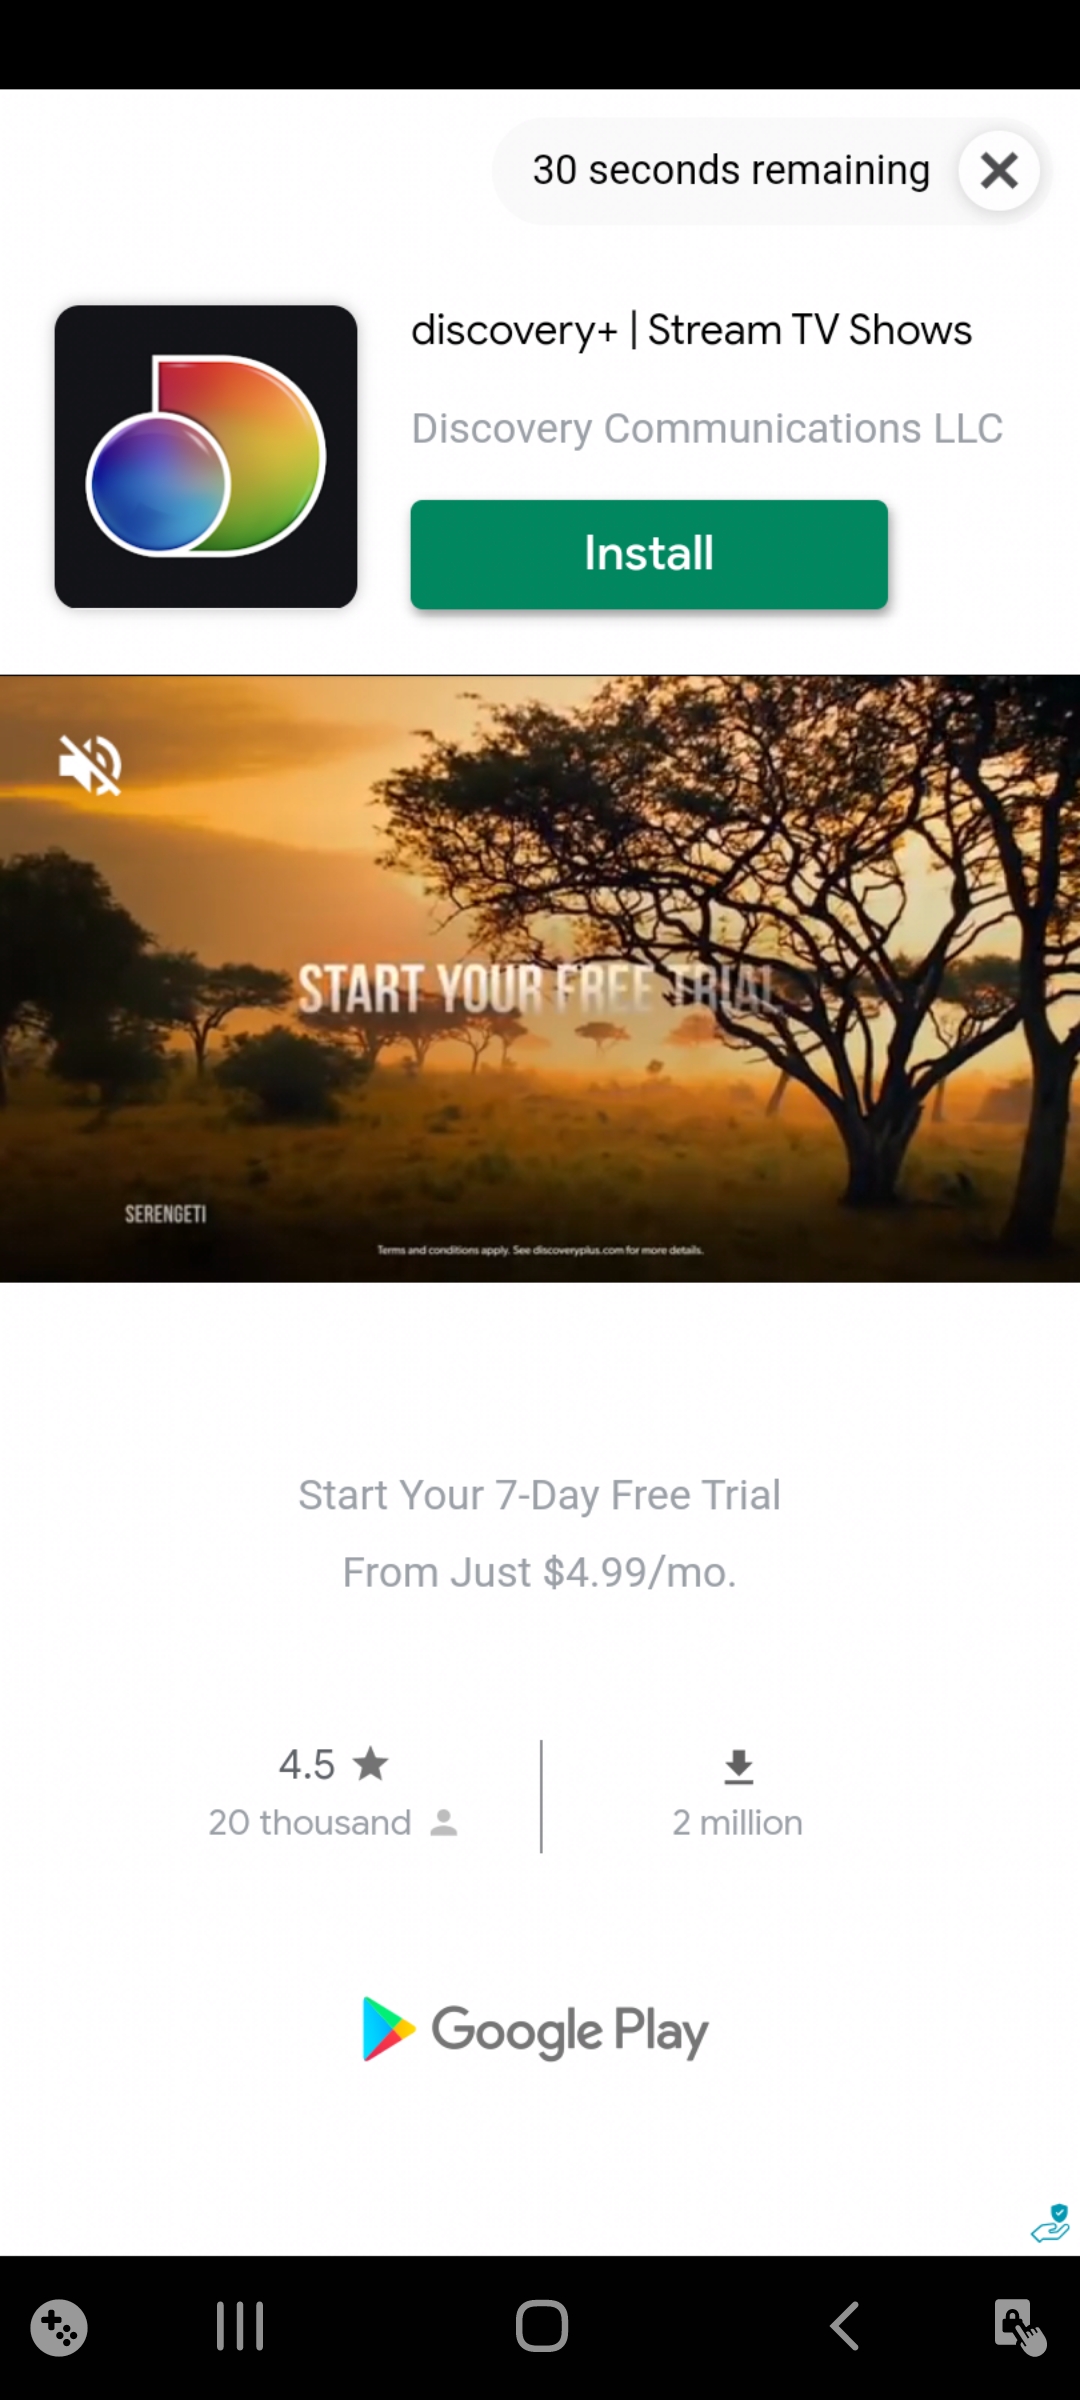 30 seconds remaining
discovery+ | Stream TV Shows
Discovery Communications LLC
Install
START YOUR FREE TRIAL
SERENGETI
Terms and conditions apply. See discoveryplus.com for more details.
Start Your 7-Day Free Trial
From Just $4.99/mo.
4.5
20 thousand
2 million
Google Play